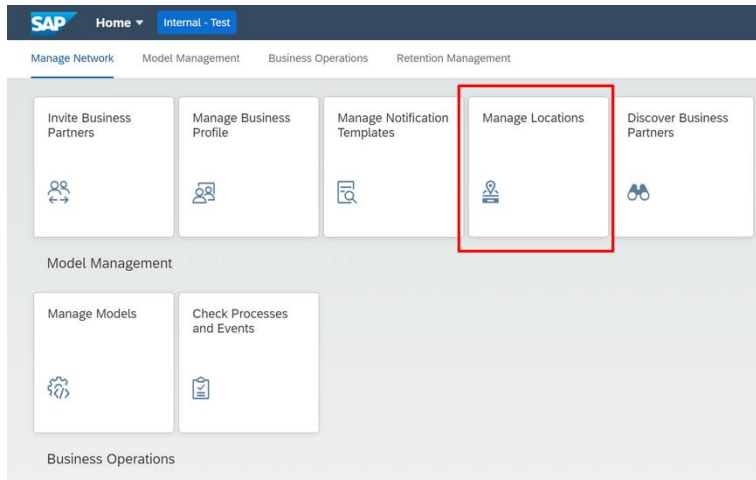 SAP Home Internal - Test
Manage Network Model Management Business Operations Retention Management
Invite Business
Partners
Manage Business
Profile
Manage Notification
Templates
Manage Locations
Discover Business
Partners
Model Management
Manage Models
Check Processes
and Events
Business Operations